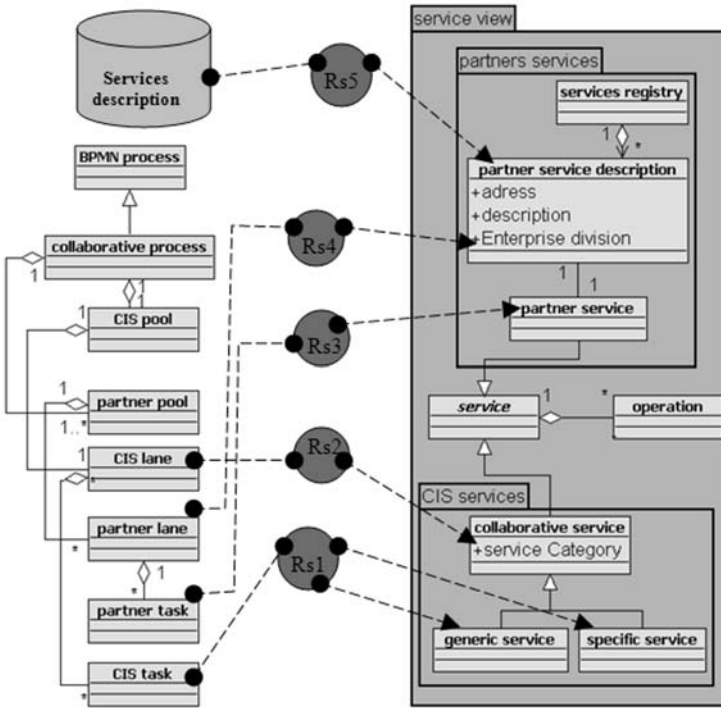 service view
partners services
Services
description
Rs5
services registry
1
*
BPMN process
partner service description
+adress
+description
+Enterprise division
Rs4
collaborative process
1
1
1
1
1
CIS pool
1
partner service
Rs3
1
partner pool
1..*
service
1
*
operation
*
1
CIS lane
*
Rs2
CIS services
partner lane
*
1
*
collaborative service
+service Category
Rs1
partner task
generic service
specific service
CIS task
*